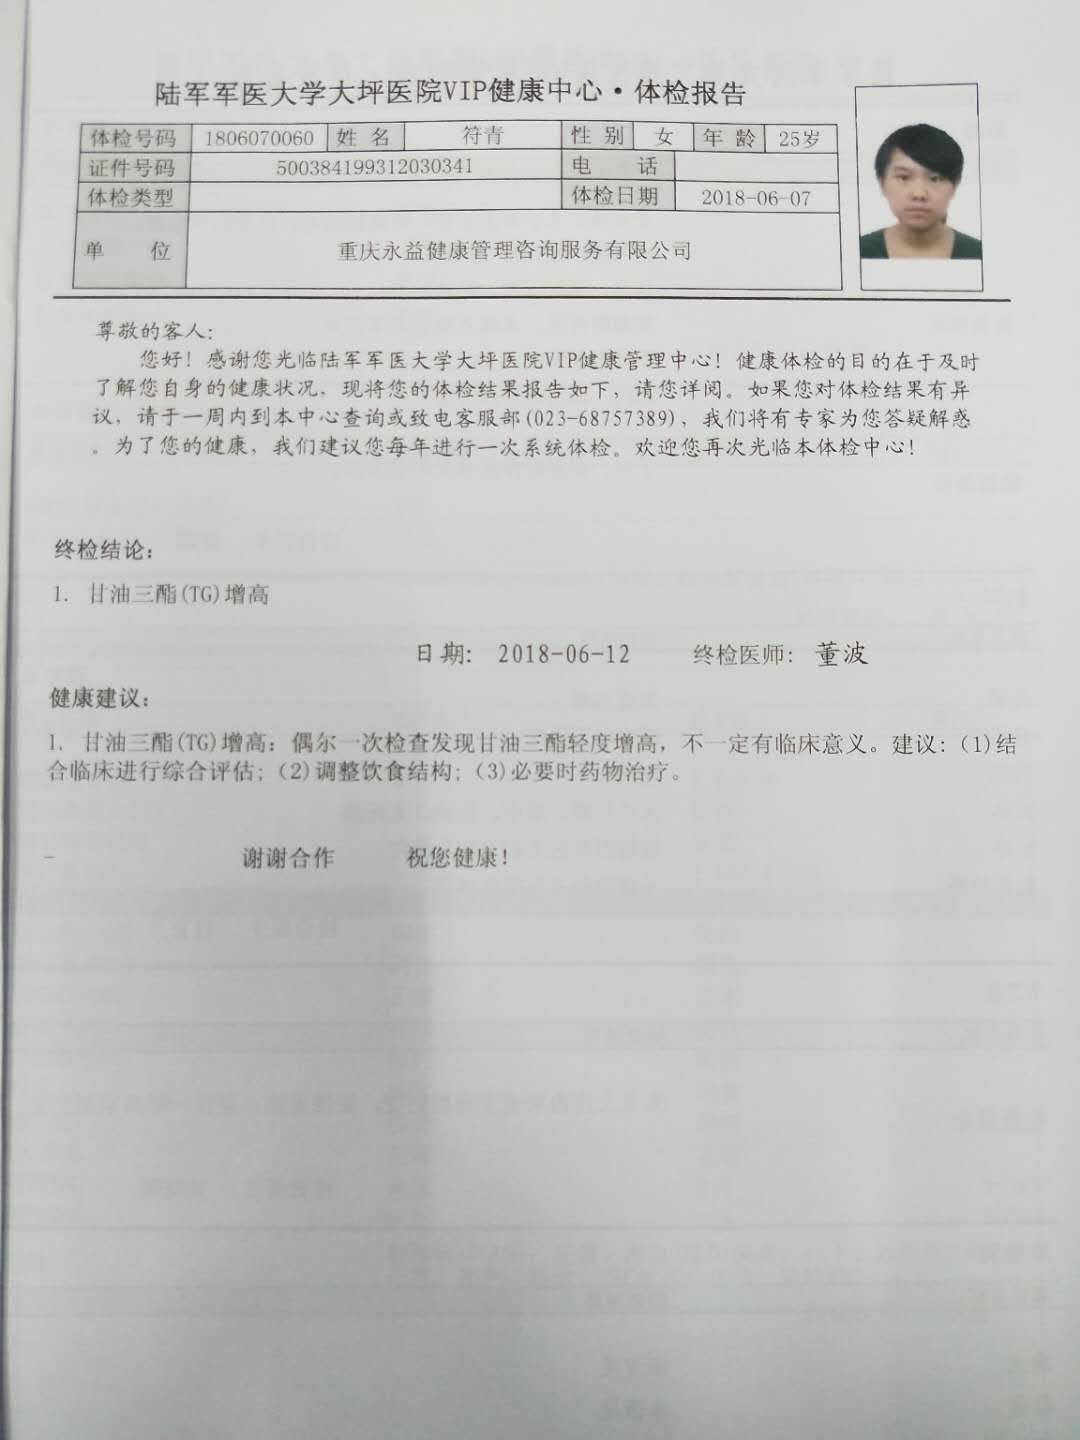 陆军军医大学大坪医院VIP健康中心·体检报告
体检号码 1806070060 姓 名 符青 性 别 女 年 龄 25岁
证件号码 500384199312030341 电 话
体检类型 体检日期 2018-06-07
单 位 重庆永益健康管理咨询服务有限公司
尊敬的客人：
您好！感谢您光临陆军军医大学大坪医院VIP健康管理中心！健康体检的目的在于及时
了解您自身的健康状况，现将您的体检结果报告如下，请您详阅。如果您对体检结果有异
议，请于一周内到本中心查询或致电客服部(023-68757389)，我们将有专家为您答疑解惑
。为了您的健康，我们建议您每年进行一次系统体检。欢迎您再次光临本体检中心！
终检结论：
1. 甘油三酯(TG)增高
日期： 2018-06-12 终检医师： 董波
健康建议：
1. 甘油三酯(TG)增高：偶尔一次检查发现甘油三酯轻度增高，不一定有临床意义。建议：(1)结
合临床进行综合评估；(2)调整饮食结构；(3)必要时药物治疗。
谢谢合作 祝您健康！